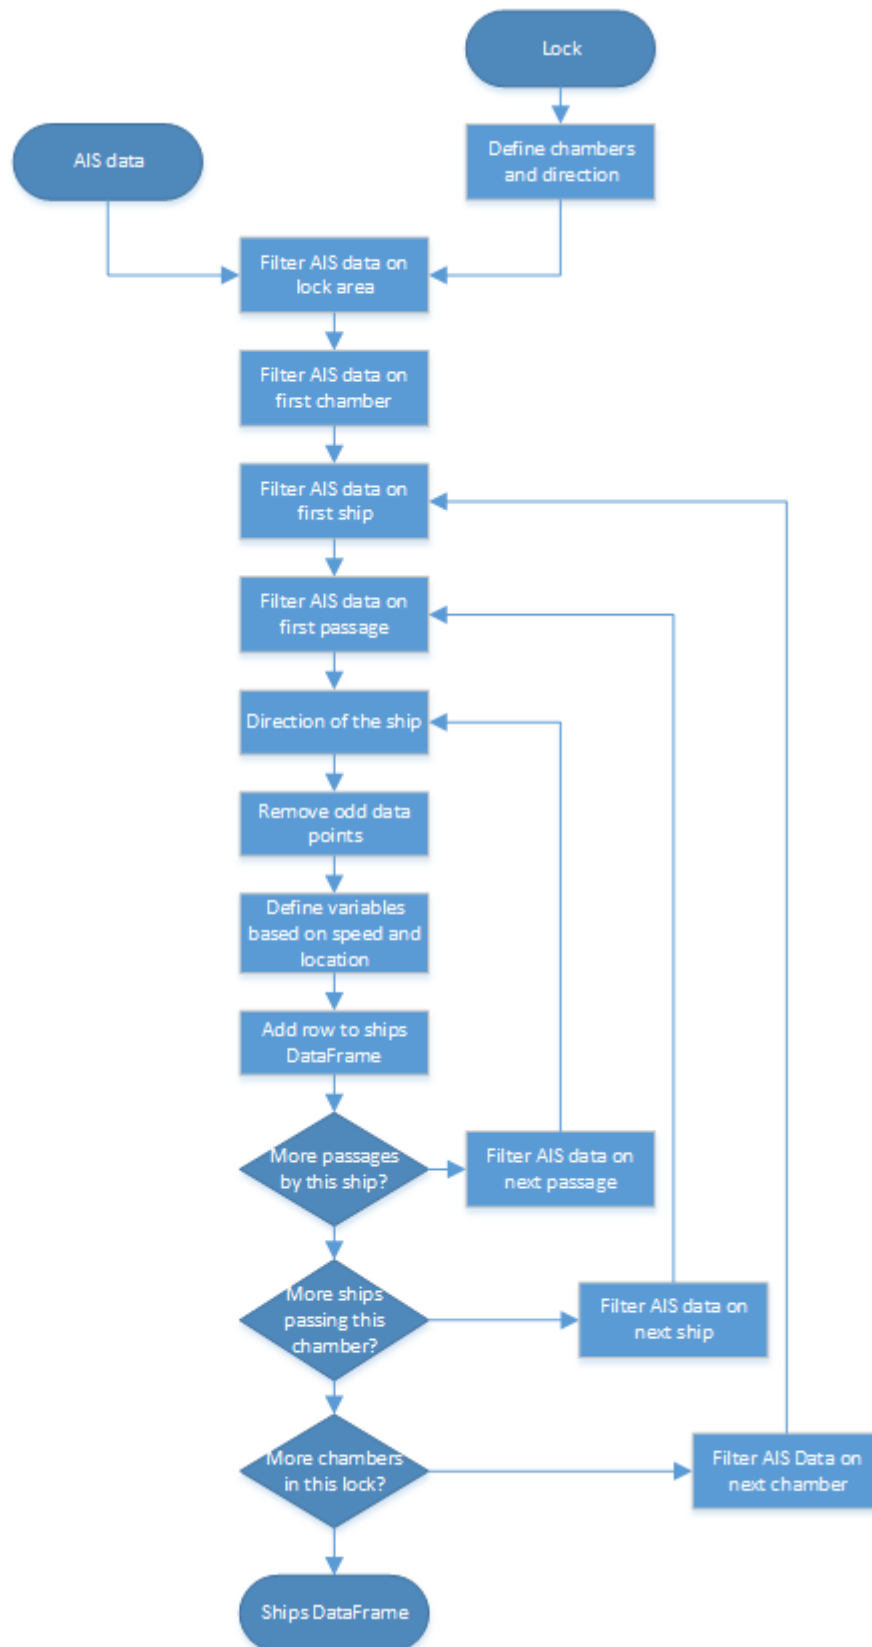 Lock
Define chambers
and direction
AIS data
Filter AIS data on
lock area
Filter AIS data on
first chamber
Filter AIS data on
first ship
Filter AIS data on
first passage
Direction of the ship
Remove odd data
points
Define variables
based on speed and
location
Add row to ships
DataFrame
More passages
by this ship?
Filter AIS data on
next passage
More ships
passing this
chamber?
Filter AIS data on
next ship
More chambers
in this lock?
Filter AIS Data on
next chamber
Ships DataFrame